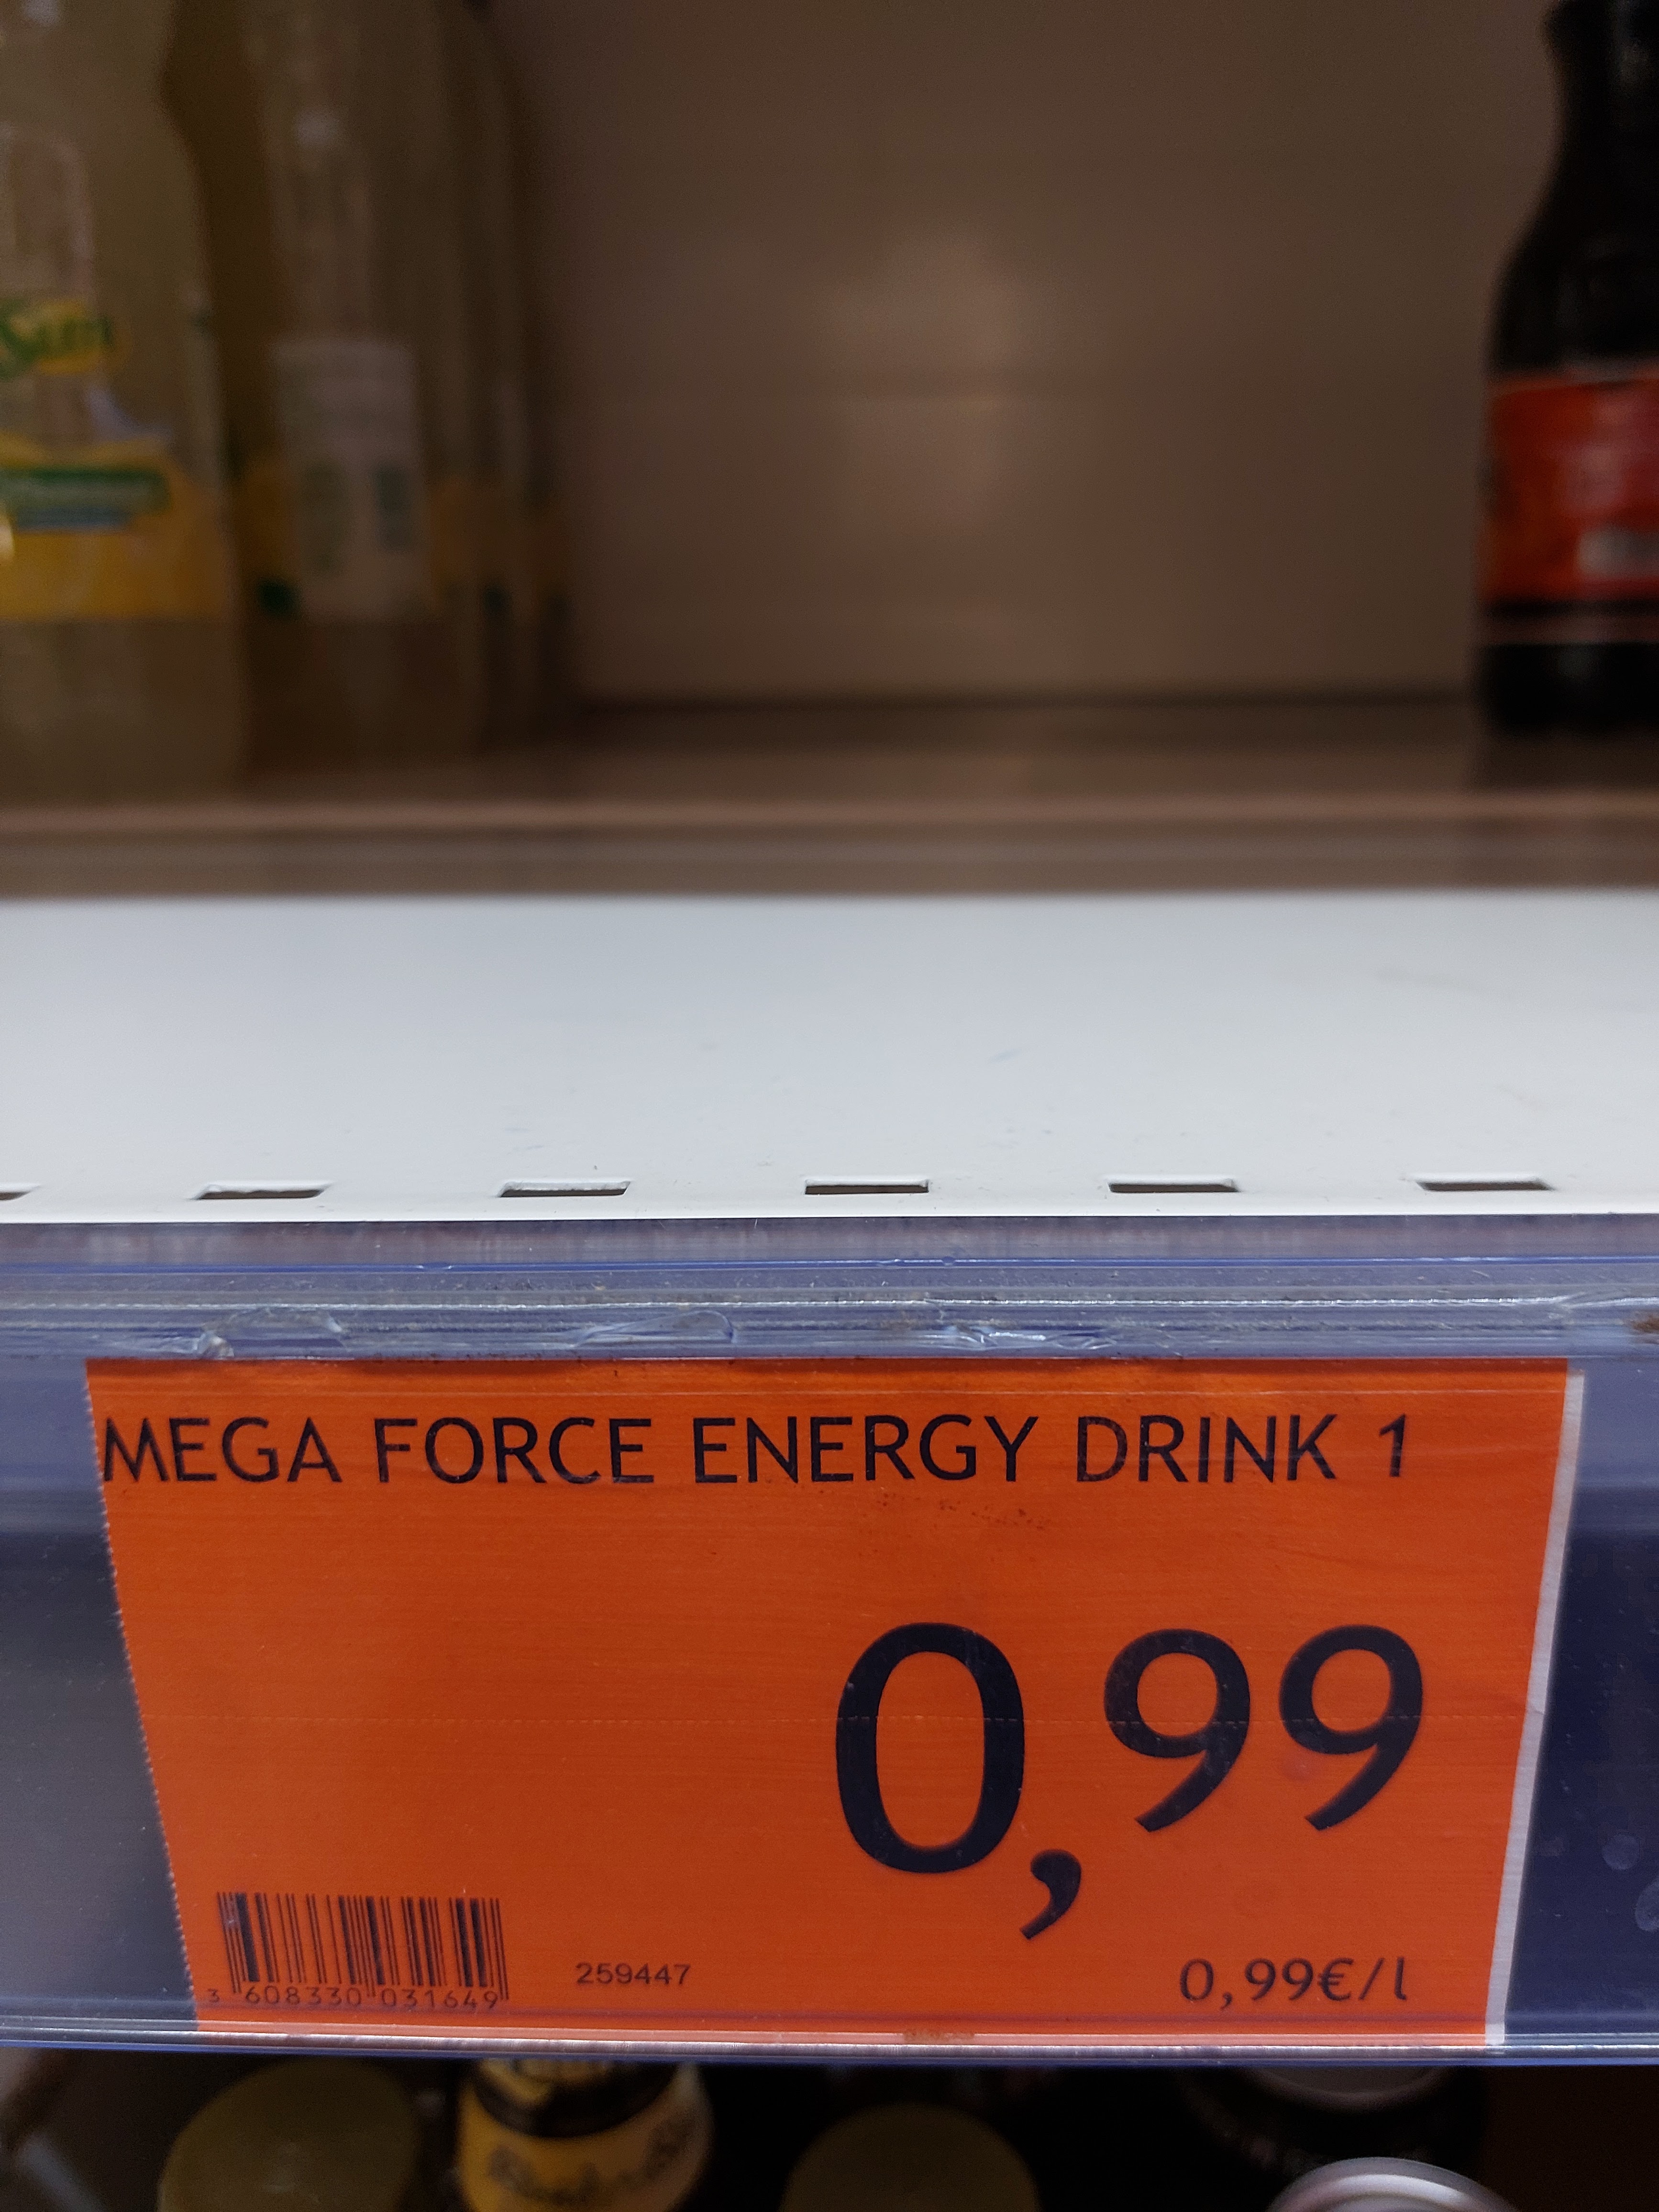 MEGA FORCE ENERGY DRINK 1
0,99
3 608330 031649
259447
0,99€/l